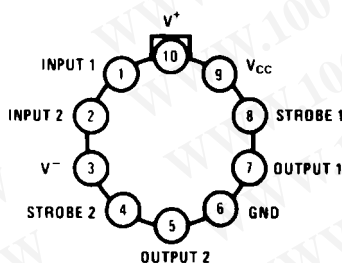 V+
10
INPUT 1
1
9
VCC
INPUT 2
2
8
STROBE 1
V−
3
7
OUTPUT 1
STROBE 2
4
5
6
GND
OUTPUT 2